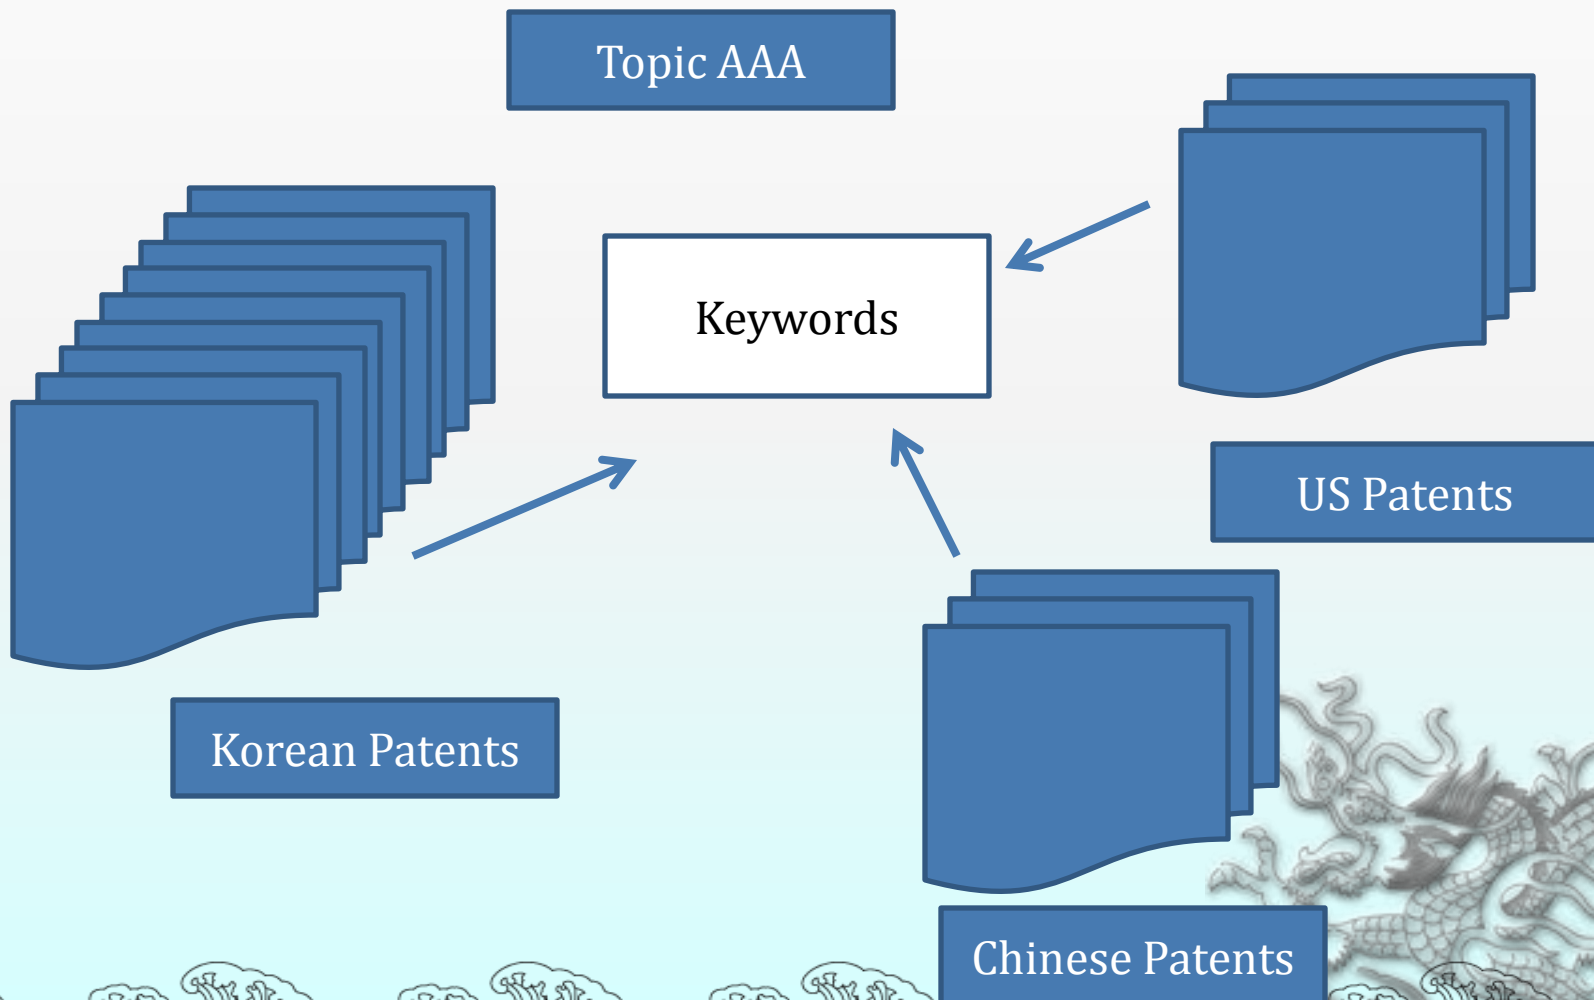 Topic AAA
Keywords
US Patents
Korean Patents
Chinese Patents